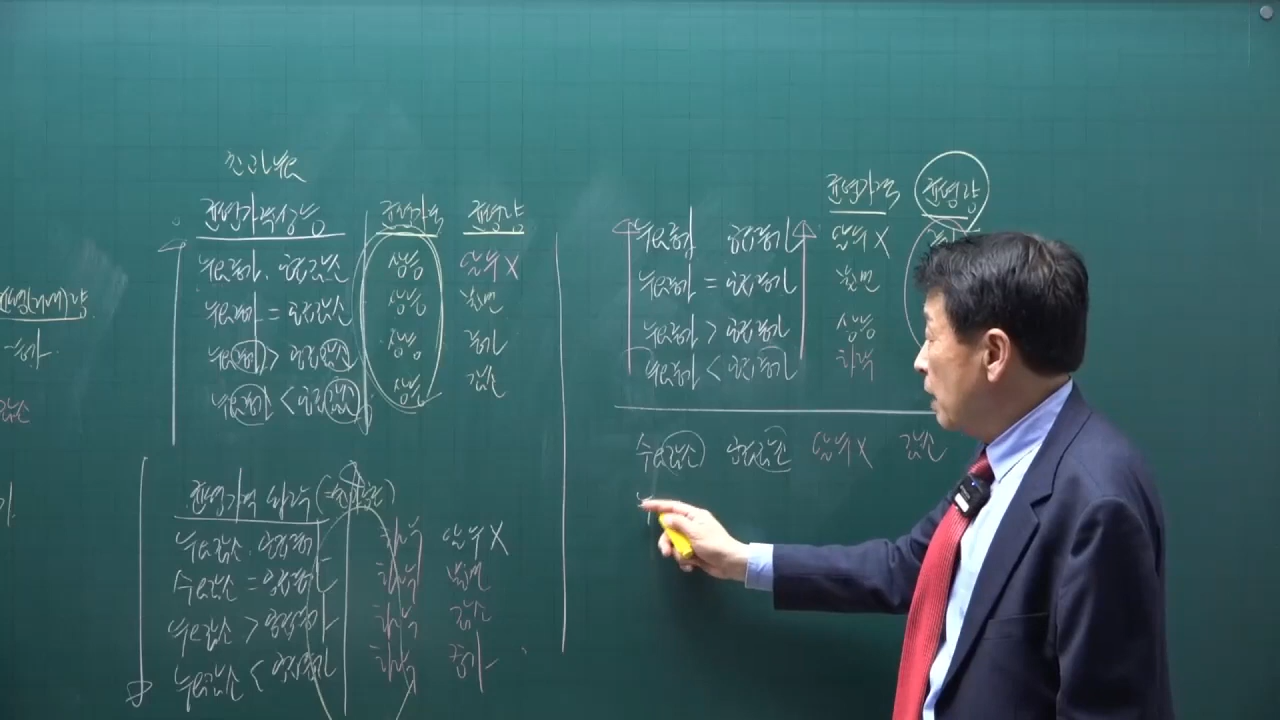 초과수요
균형가격상승 균형가격 균형량
수요증가 · 공급감소 상승 알수X
수요증가 = 공급감소 상승 불변
수요증가 > 공급감소 상승 증가
수요증가 < 공급감소 상승 감소
균형가격 하락
수요감소 · 공급증가 하락 알수X
수요감소 = 공급증가 하락 불변
수요감소 > 공급증가 하락 감소
수요감소 < 공급증가 하락 증가
증가
감소
균형가격 균형량
수요증가 공급증가 알수X
수요증가 = 공급증가 불변
수요증가 > 공급증가 상승
수요증가 < 공급증가 하락
수요감소 공급감소 알수X 감소